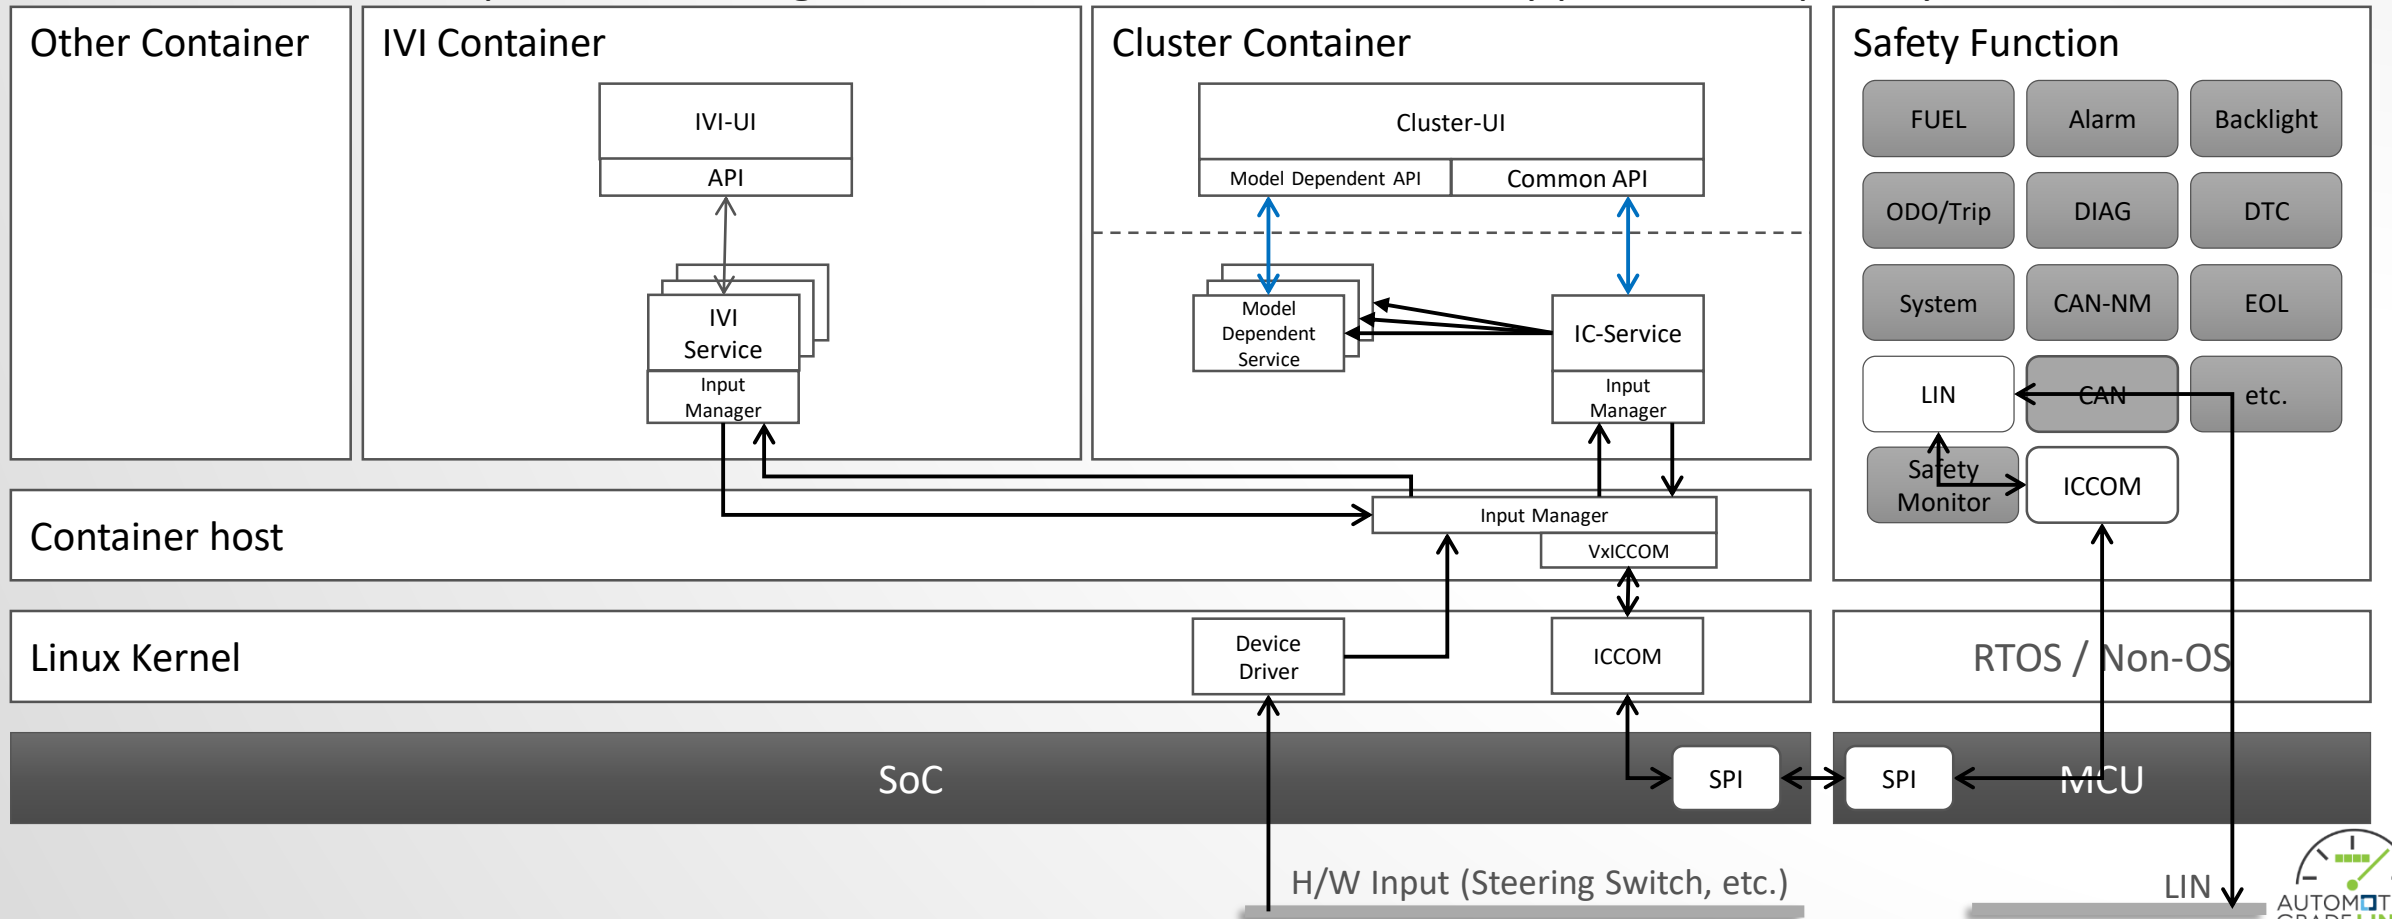 Other Container
IVI Container
Cluster Container
Safety Function
IVI-UI
API
Cluster-UI
Model Dependent API
Common API
FUEL
Alarm
Backlight
ODO/Trip
DIAG
DTC
System
CAN-NM
EOL
LIN
CAN
etc.
Safety
Monitor
ICCOM
IVI
Service
Input
Manager
Model
Dependent
Service
IC-Service
Input
Manager
Container host
Input Manager
VxICCOM
Linux Kernel
Device
Driver
ICCOM
RTOS / Non-OS
SoC
SPI
SPI
MCU
H/W Input (Steering Switch, etc.)
LIN